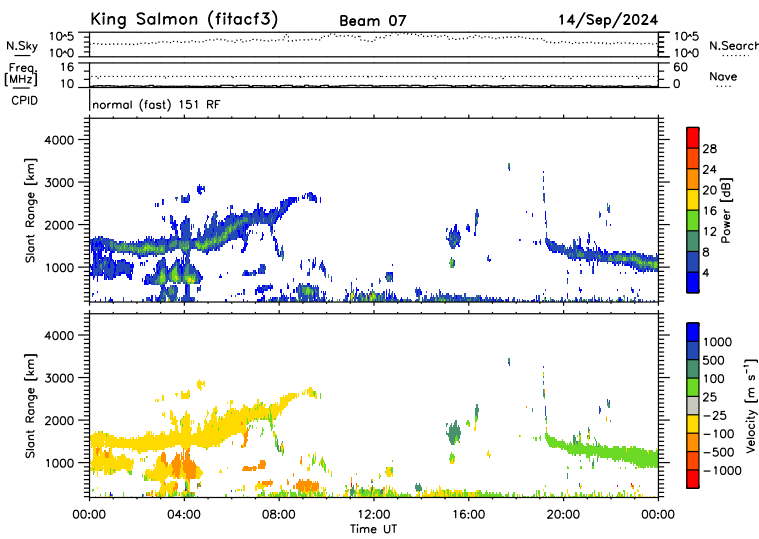 King Salmon (fitacf3) Beam 07 14/Sep/2024
N.Sky 10^5 10^0 10^5 10^0 N.Search
Freq [MHz] 16 10 60 0 Nave
CPID normal (fast) 151 RF
Slant Range [km] 4000 3000 2000 1000
Power [dB] 28 24 20 16 12 8 4
Slant Range [km] 4000 3000 2000 1000
Velocity [m s⁻¹] 1000 500 100 25 −25 −100 −500 −1000
00:00 04:00 08:00 12:00 16:00 20:00 00:00
Time UT